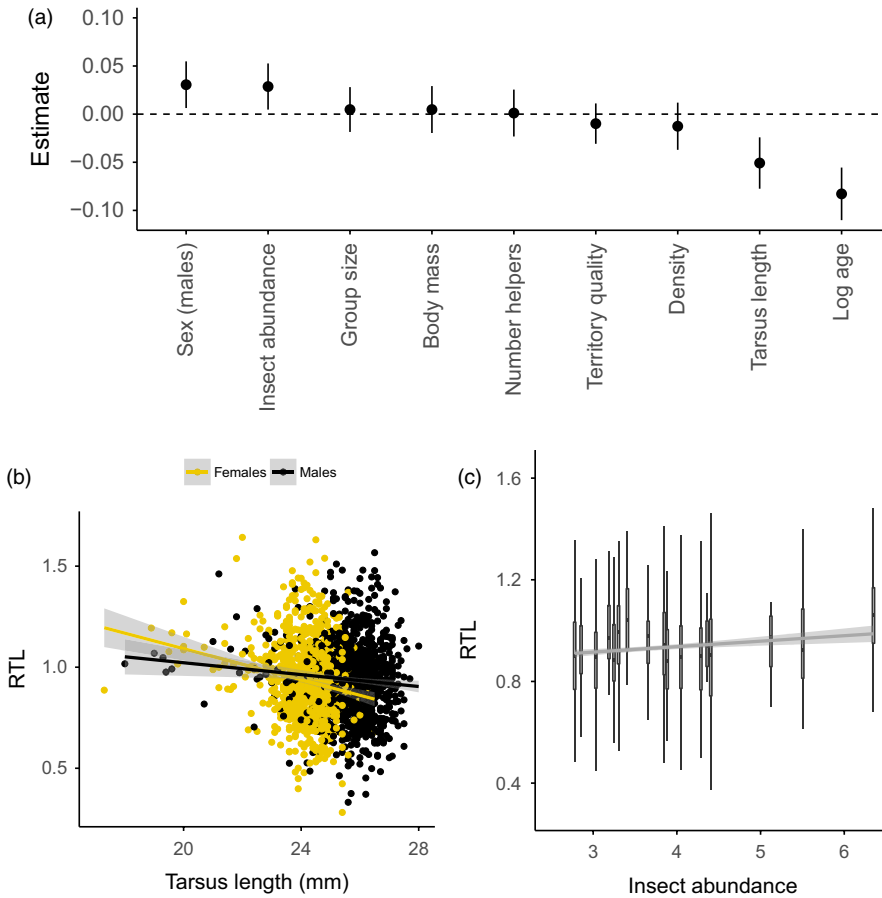 (a)
0.10
0.05
0.00
−0.05
−0.10
Estimate
Sex (males)
Insect abundance
Group size
Body mass
Number helpers
Territory quality
Density
Tarsus length
Log age
(b)
Females
Males
1.5
1.0
0.5
RTL
20
24
28
Tarsus length (mm)
(c)
1.6
1.2
0.8
0.4
RTL
3
4
5
6
Insect abundance